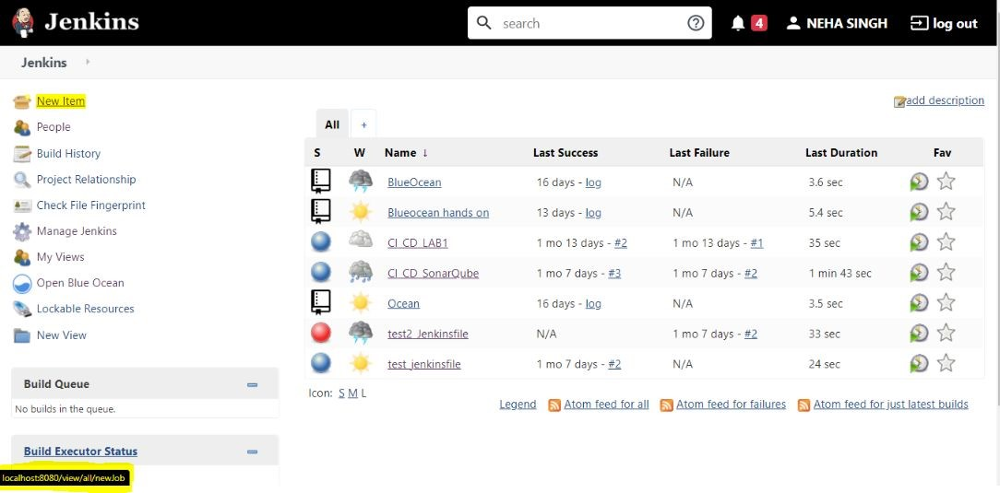 Jenkins search 4 NEHA SINGH log out
Jenkins
New Item
People
Build History
Project Relationship
Check File Fingerprint
Manage Jenkins
My Views
Open Blue Ocean
Lockable Resources
New View
Build Queue
No builds in the queue.
Build Executor Status
localhost:8080/view/all/newJob
add description
All +
S W Name ↓ Last Success Last Failure Last Duration Fav
BlueOcean 16 days - log N/A 3.6 sec
Blueocean hands on 13 days - log N/A 5.4 sec
CI_CD_LAB1 1 mo 13 days - #2 1 mo 13 days - #1 35 sec
CI_CD_SonarQube 1 mo 7 days - #3 1 mo 7 days - #2 1 min 43 sec
Ocean 16 days - log N/A 3.5 sec
test2_Jenkinsfile N/A 1 mo 7 days - #2 33 sec
test_jenkinsfile 1 mo 7 days - #2 N/A 24 sec
Icon: S M L
Legend Atom feed for all Atom feed for failures Atom feed for just latest builds